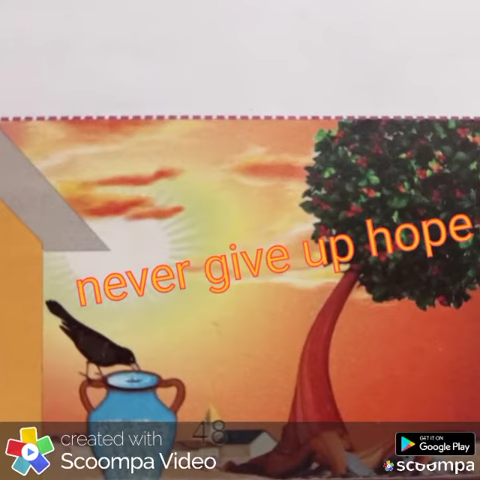 never give up hope
48
created with
Scoompa Video
GET IT ON
Google Play
scoompa